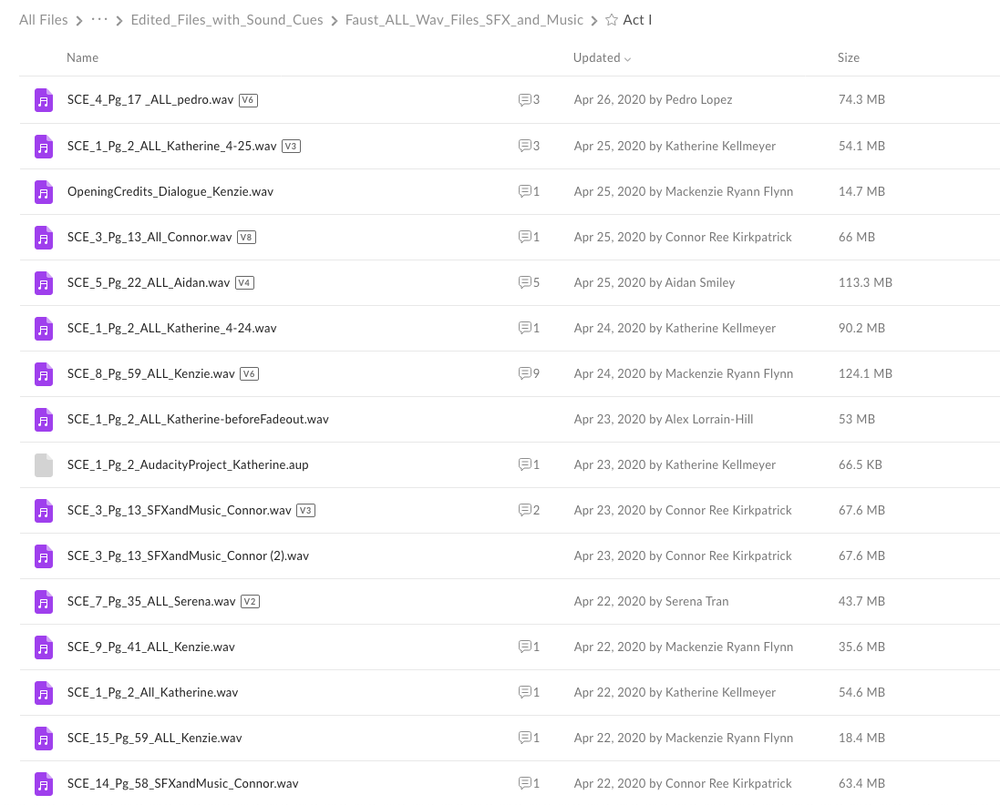 All Files > ··· > Edited_Files_with_Sound_Cues > Faust_ALL_Wav_Files_SFX_and_Music > Act I
Name Updated Size
SCE_4_Pg_17 _ALL_pedro.wav V6 3 Apr 26, 2020 by Pedro Lopez 74.3 MB
SCE_1_Pg_2_ALL_Katherine_4-25.wav V3 3 Apr 25, 2020 by Katherine Kellmeyer 54.1 MB
OpeningCredits_Dialogue_Kenzie.wav 1 Apr 25, 2020 by Mackenzie Ryann Flynn 14.7 MB
SCE_3_Pg_13_All_Connor.wav V8 1 Apr 25, 2020 by Connor Ree Kirkpatrick 66 MB
SCE_5_Pg_22_ALL_Aidan.wav V4 5 Apr 25, 2020 by Aidan Smiley 113.3 MB
SCE_1_Pg_2_ALL_Katherine_4-24.wav 1 Apr 24, 2020 by Katherine Kellmeyer 90.2 MB
SCE_8_Pg_59_ALL_Kenzie.wav V6 9 Apr 24, 2020 by Mackenzie Ryann Flynn 124.1 MB
SCE_1_Pg_2_ALL_Katherine-beforeFadeout.wav Apr 23, 2020 by Alex Lorrain-Hill 53 MB
SCE_1_Pg_2_AudacityProject_Katherine.aup 1 Apr 23, 2020 by Katherine Kellmeyer 66.5 KB
SCE_3_Pg_13_SFXandMusic_Connor.wav V3 2 Apr 23, 2020 by Connor Ree Kirkpatrick 67.6 MB
SCE_3_Pg_13_SFXandMusic_Connor (2).wav Apr 23, 2020 by Connor Ree Kirkpatrick 67.6 MB
SCE_7_Pg_35_ALL_Serena.wav V2 Apr 22, 2020 by Serena Tran 43.7 MB
SCE_9_Pg_41_ALL_Kenzie.wav 1 Apr 22, 2020 by Mackenzie Ryann Flynn 35.6 MB
SCE_1_Pg_2_All_Katherine.wav 1 Apr 22, 2020 by Katherine Kellmeyer 54.6 MB
SCE_15_Pg_59_ALL_Kenzie.wav 1 Apr 22, 2020 by Mackenzie Ryann Flynn 18.4 MB
SCE_14_Pg_58_SFXandMusic_Connor.wav 1 Apr 22, 2020 by Connor Ree Kirkpatrick 63.4 MB